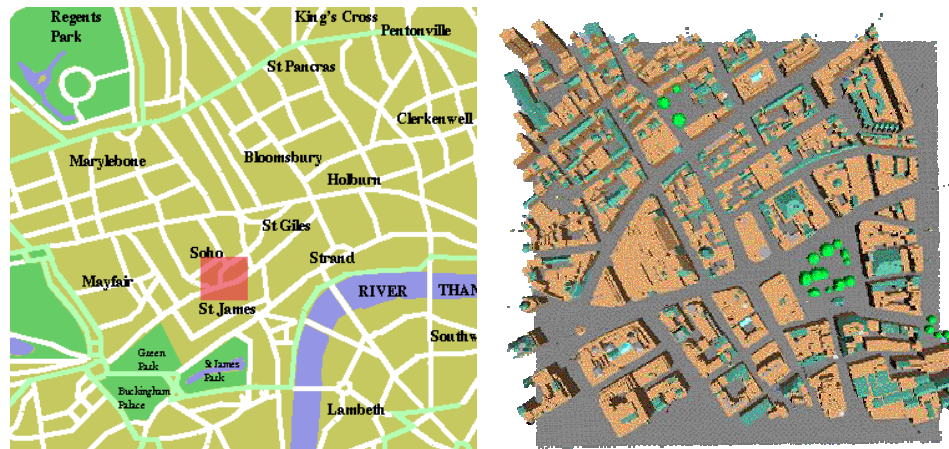 Regents
Park
King's Cross
Pentonville
St Pancras
Clerkenwell
Marylebone
Bloomsbury
Holburn
St Giles
Soho
Strand
Mayfair
RIVER
THAN
St James
Southw
Green
Park
St James
Park
Buckingham
Palace
Lambeth